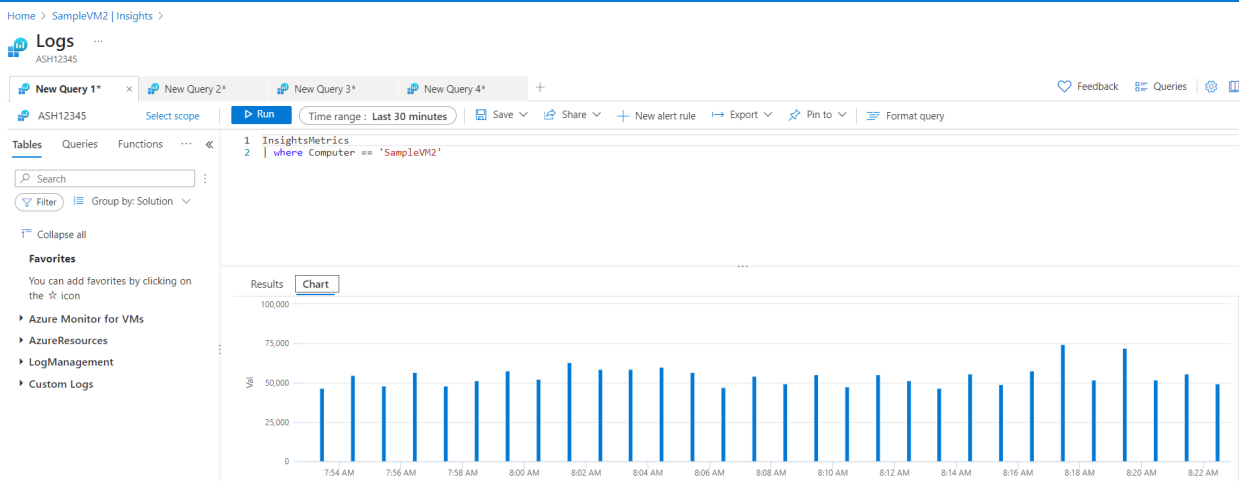 Home > SampleVM2 | Insights >
Logs ...
ASH12345
New Query 1* ×
New Query 2*
New Query 3*
New Query 4*
+
Feedback
Queries
ASH12345
Select scope
Run
Time range : Last 30 minutes
Save
Share
New alert rule
Export
Pin to
Format query
Tables
Queries
Functions
...
«
Search
Filter
Group by: Solution
Collapse all
Favorites
You can add favorites by clicking on
the ☆ icon
Azure Monitor for VMs
AzureResources
LogManagement
Custom Logs
1 InsightsMetrics
2 | where Computer == 'SampleVM2'
...
Results
Chart
100,000
75,000
50,000
25,000
0
Val
7:54 AM
7:56 AM
7:58 AM
8:00 AM
8:02 AM
8:04 AM
8:06 AM
8:08 AM
8:10 AM
8:12 AM
8:14 AM
8:16 AM
8:18 AM
8:20 AM
8:22 AM